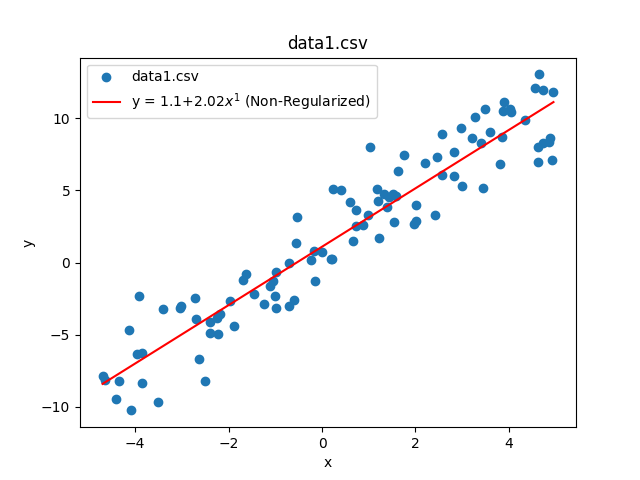 data1.csv
data1.csv
y = 1.1+2.02x¹ (Non-Regularized)
10
5
0
−5
−10
y
−4
−2
0
2
4
x